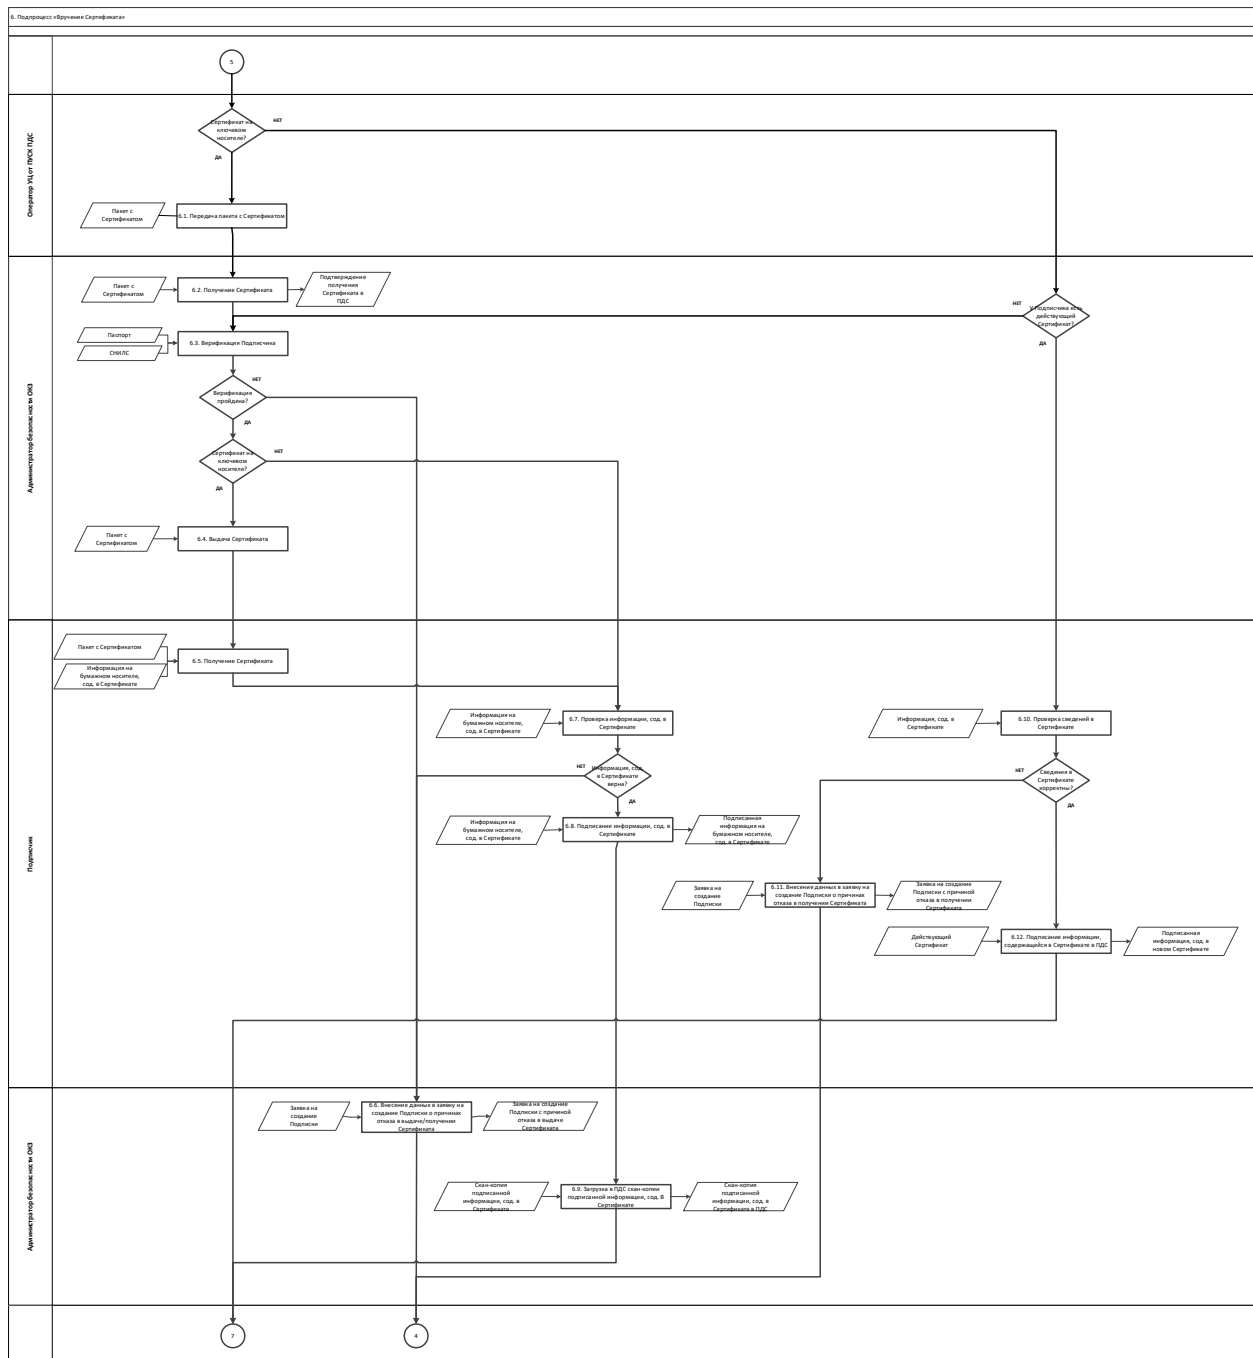 6. Подпроцесс «Вручение Сертификата»
5
Оператор УЦ от ПУСК ПДС
Сертификат на
ключевом
носителе?
НЕТ
ДА
Пакет с
Сертификатом
6.1. Передача пакета с Сертификатом
Администратор безопасности ОКЗ
Пакет с
Сертификатом
6.2. Получение Сертификата
Подтверждение
получения
Сертификата в
ПДС
НЕТ
У Подписчика есть
действующий
Сертификат?
ДА
Паспорт
СНИЛС
6.3. Верификация Подписчика
НЕТ
Верификация
пройдена?
ДА
Сертификат на
ключевом
носителе?
НЕТ
ДА
Пакет с
Сертификатом
6.4. Выдача Сертификата
Подписчик
Пакет с Сертификатом
Информация на
бумажном носителе,
сод. в Сертификате
6.5. Получение Сертификата
Информация на
бумажном носителе,
сод. в Сертификате
6.7. Проверка информации, сод. в
Сертификате
Информация, сод. в
Сертификате
6.10. Проверка сведений в
Сертификате
НЕТ
Информация, сод.
в Сертификате
верна?
ДА
НЕТ
Сведения в
Сертификате
корректны?
ДА
Информация на
бумажном носителе,
сод. в Сертификате
6.8. Подписание информации, сод. в
Сертификате
Подписанная
информация на
бумажном носителе,
сод. в Сертификате
Заявка на
создание
Подписки
6.11. Внесение данных в заявку на
создание Подписки о причинах
отказа в получении Сертификата
Заявка на создание
Подписки с причиной
отказа в получении
Сертификата
Действующий
Сертификат
6.12. Подписание информации,
содержащейся в Сертификате в ПДС
Подписанная
информация, сод. в
новом Сертификате
Администратор безопасности ОКЗ
Заявка на
создание
Подписки
6.6. Внесение данных в заявку на
создание Подписки о причинах
отказа в выдаче/получении
Сертификата
Заявка на создание
Подписки с причиной
отказа в выдаче
Сертификата
Скан-копия
подписанной
информации, сод. в
Сертификате
6.9. Загрузка в ПДС скан-копии
подписанной информации, сод. В
Сертификате
Скан-копия
подписанной
информации, сод. в
Сертификате в ПДС
7
4